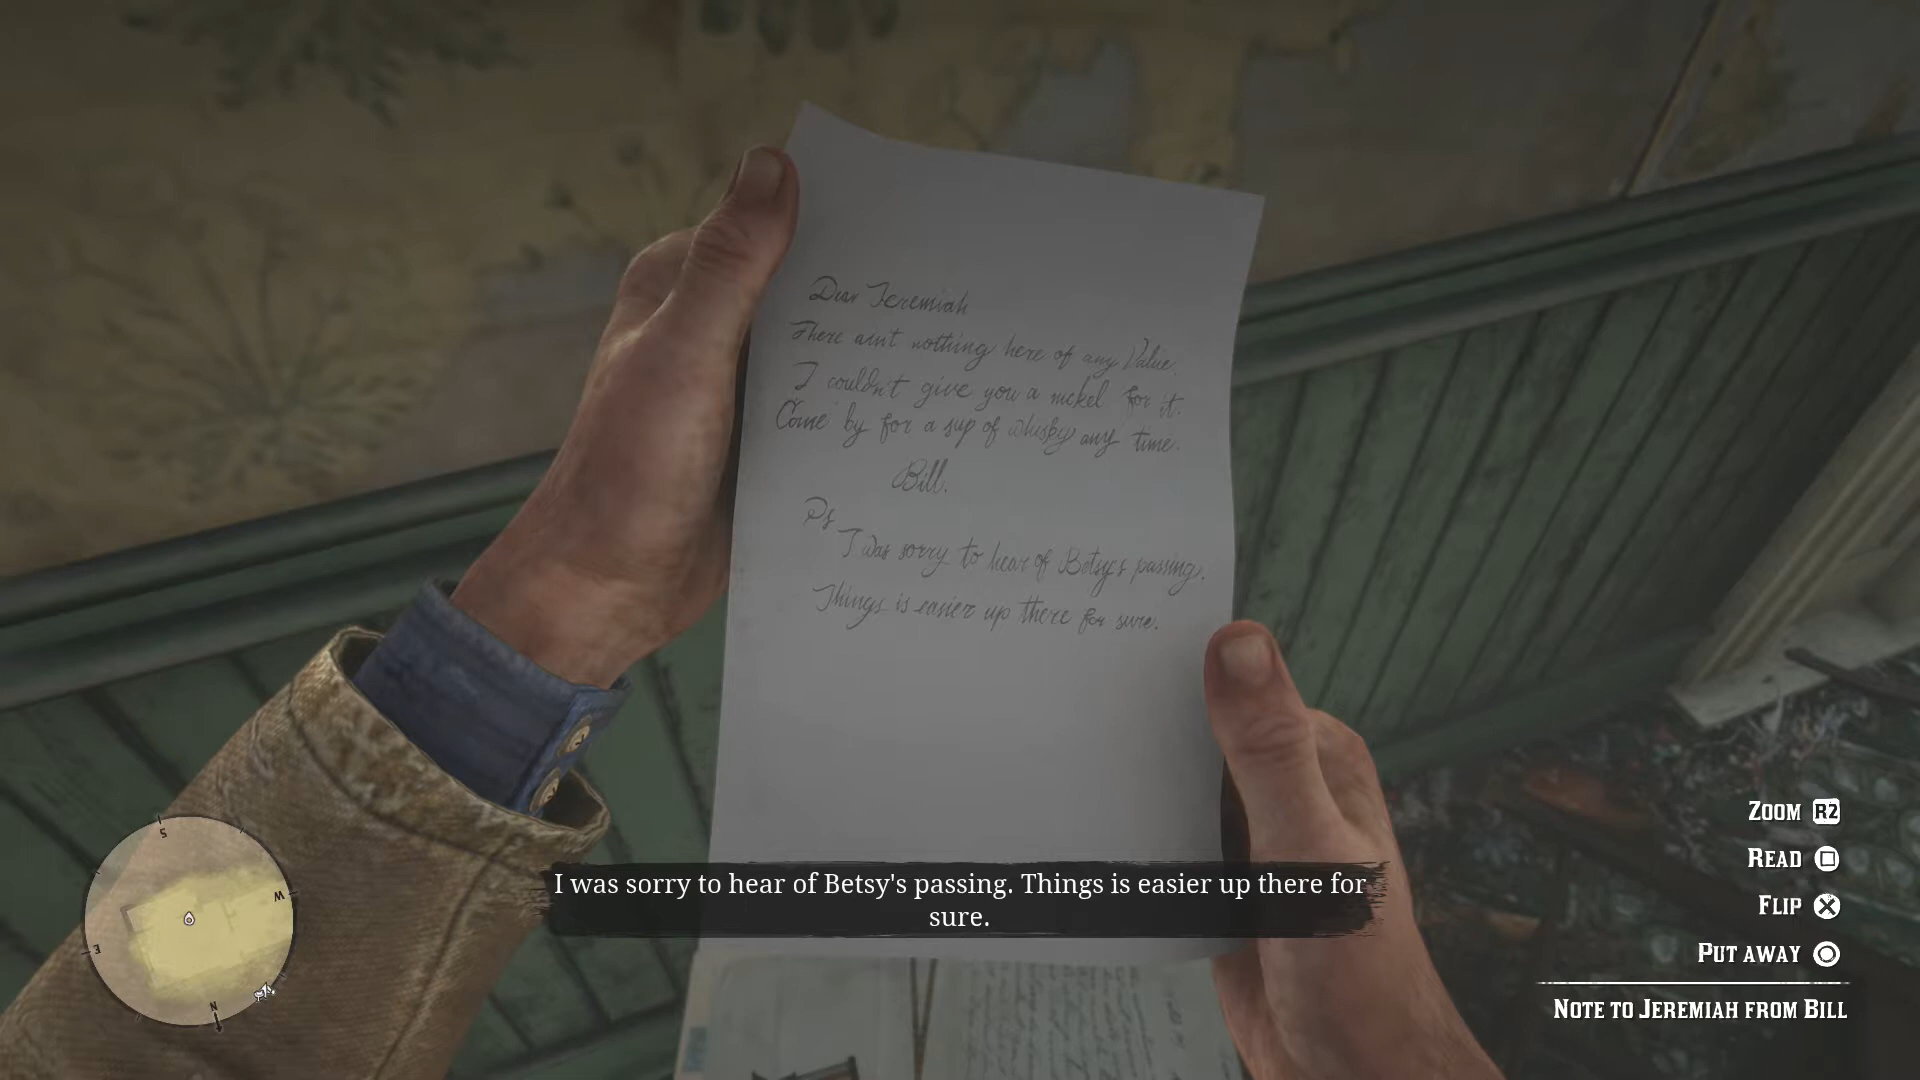 Dear Jeremiah
There ain't nothing here of any Value.
I couldn't give you a nickel for it.
Come by for a sup of whisky any time.
Bill.
Ps
I was sorry to hear of Betsy's passing.
Things is easier up there for sure.
I was sorry to hear of Betsy's passing. Things is easier up there for
sure.
S
W
E
N
ZOOM R2
READ
FLIP
PUT AWAY
NOTE TO JEREMIAH FROM BILL